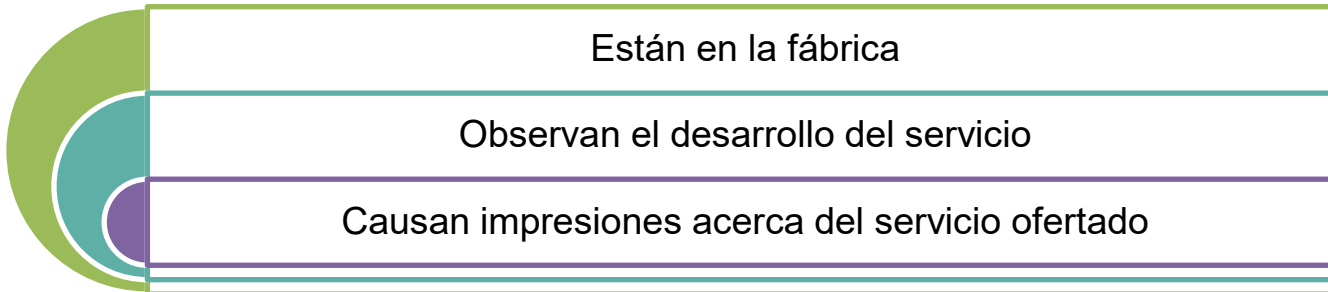 Están en la fábrica
Observan el desarrollo del servicio
Causan impresiones acerca del servicio ofertado